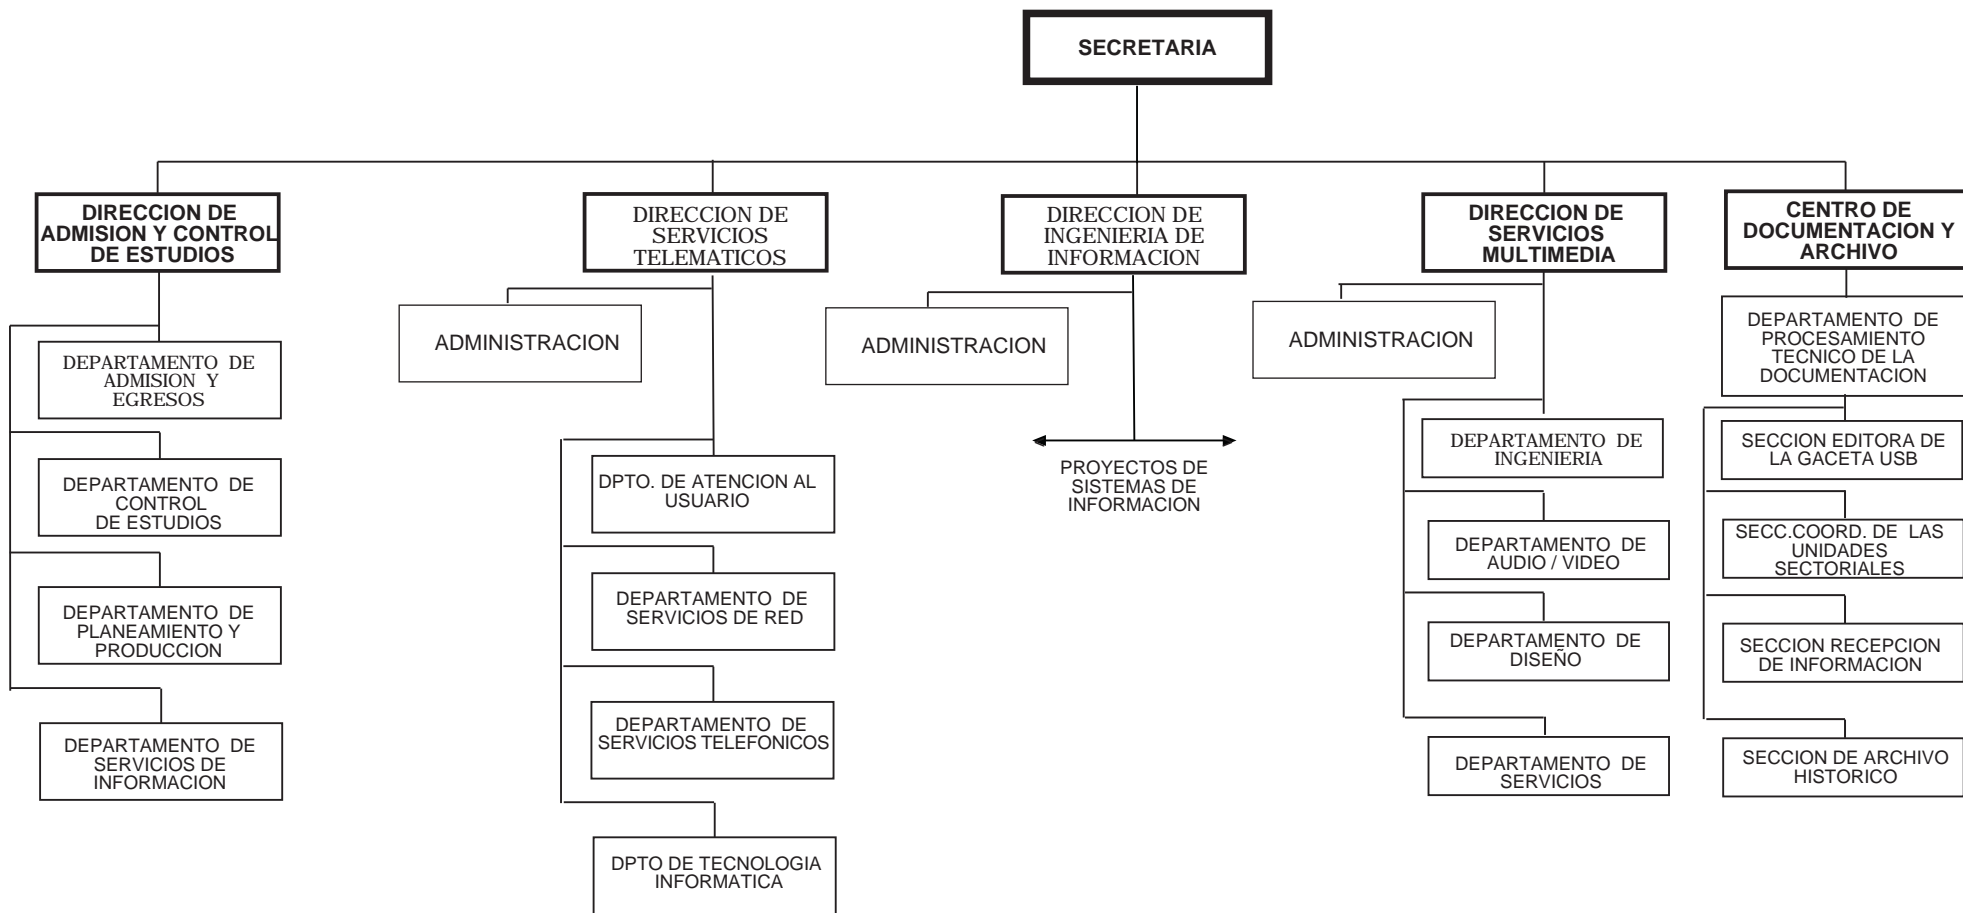 SECRETARIA
DIRECCION DE
ADMISION Y CONTROL
DE ESTUDIOS
DIRECCION DE
SERVICIOS
TELEMATICOS
DIRECCION DE
INGENIERIA DE
INFORMACION
DIRECCION DE
SERVICIOS
MULTIMEDIA
CENTRO DE
DOCUMENTACION Y
ARCHIVO
DEPARTAMENTO DE
ADMISION Y
EGRESOS
DEPARTAMENTO DE
CONTROL
DE ESTUDIOS
DEPARTAMENTO DE
PLANEAMIENTO Y
PRODUCCION
DEPARTAMENTO DE
SERVICIOS DE
INFORMACION
ADMINISTRACION
DPTO. DE ATENCION AL
USUARIO
DEPARTAMENTO DE
SERVICIOS DE RED
DEPARTAMENTO DE
SERVICIOS TELEFONICOS
DPTO DE TECNOLOGIA
INFORMATICA
ADMINISTRACION
PROYECTOS DE
SISTEMAS DE
INFORMACION
ADMINISTRACION
DEPARTAMENTO DE
INGENIERIA
DEPARTAMENTO DE
AUDIO / VIDEO
DEPARTAMENTO DE
DISEÑO
DEPARTAMENTO DE
SERVICIOS
DEPARTAMENTO DE
PROCESAMIENTO
TECNICO DE LA
DOCUMENTACION
SECCION EDITORA DE
LA GACETA USB
SECC.COORD. DE LAS
UNIDADES
SECTORIALES
SECCION RECEPCION
DE INFORMACION
SECCION DE ARCHIVO
HISTORICO